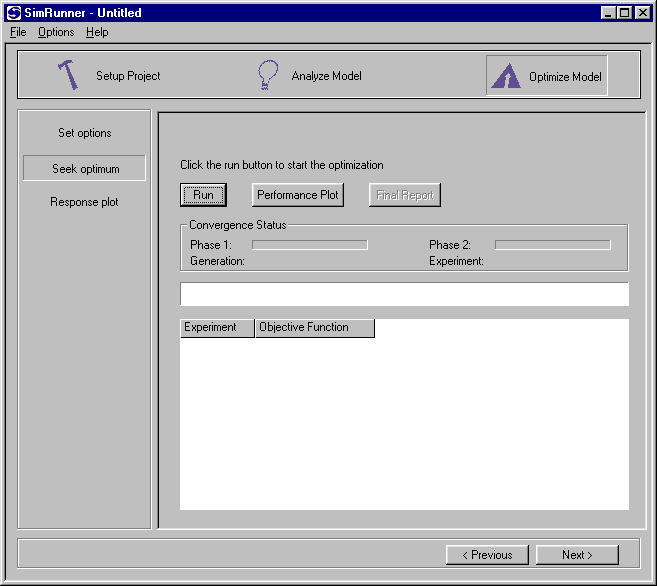 SimRunner - Untitled
File Options Help
Setup Project Analyze Model Optimize Model
Set options
Seek optimum
Response plot
Click the run button to start the optimization
Run Performance Plot Final Report
Convergence Status
Phase 1: Phase 2:
Generation: Experiment:
Experiment Objective Function
< Previous Next >